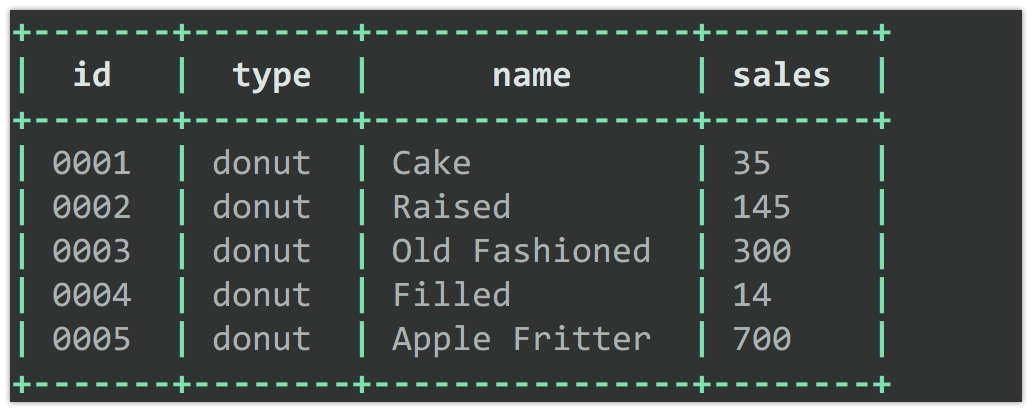 +-------+-------+----------------+-------+
|  id   |  type |      name      | sales |
+-------+-------+----------------+-------+
| 0001  | donut | Cake           | 35    |
| 0002  | donut | Raised         | 145   |
| 0003  | donut | Old Fashioned  | 300   |
| 0004  | donut | Filled         | 14    |
| 0005  | donut | Apple Fritter  | 700   |
+-------+-------+----------------+-------+